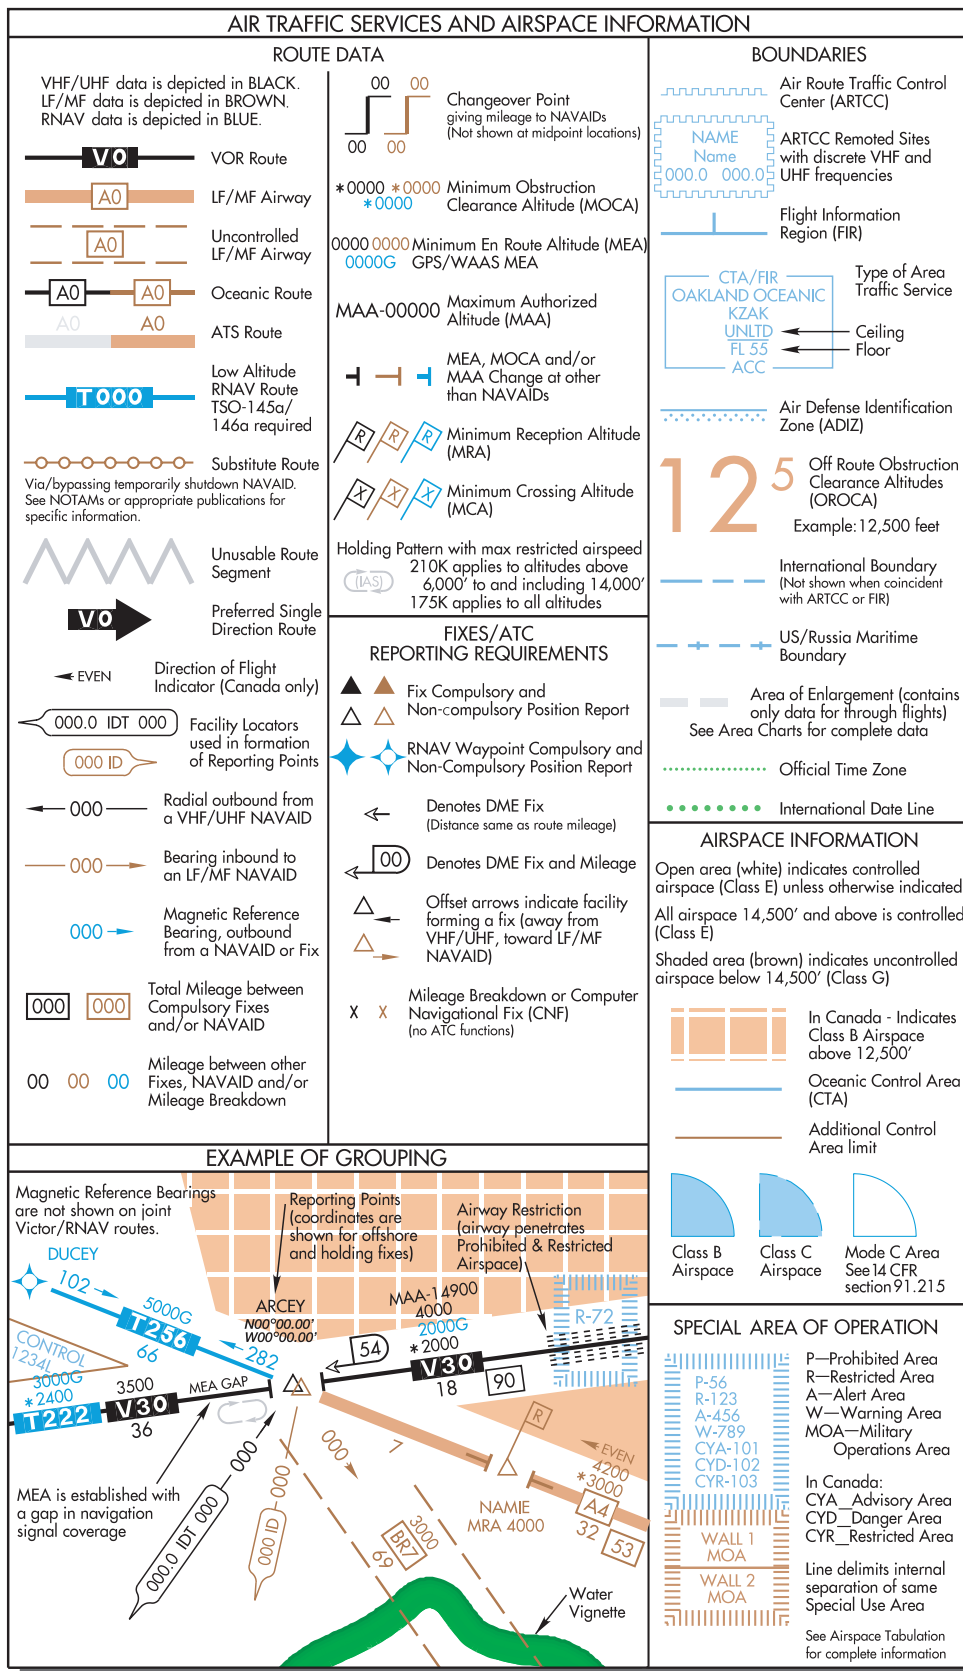 AIR TRAFFIC SERVICES AND AIRSPACE INFORMATION
ROUTE DATA
VHF/UHF data is depicted in BLACK.
LF/MF data is depicted in BROWN.
RNAV data is depicted in BLUE.
V0
VOR Route
A0
LF/MF Airway
A0
Uncontrolled
LF/MF Airway
A0 A0
Oceanic Route
A0 A0
ATS Route
T000
Low Altitude
RNAV Route
TSO-145a/
146a required
Substitute Route
Via/bypassing temporarily shutdown NAVAID.
See NOTAMs or appropriate publications for
specific information.
Unusable Route
Segment
V0
Preferred Single
Direction Route
EVEN
Direction of Flight
Indicator (Canada only)
000.0 IDT 000
000 ID
Facility Locators
used in formation
of Reporting Points
000
Radial outbound from
a VHF/UHF NAVAID
000
Bearing inbound to
an LF/MF NAVAID
000
Magnetic Reference
Bearing, outbound
from a NAVAID or Fix
000 000
Total Mileage between
Compulsory Fixes
and/or NAVAID
00 00 00
Mileage between other
Fixes, NAVAID and/or
Mileage Breakdown
00 00
00 00
Changeover Point
giving mileage to NAVAIDs
(Not shown at midpoint locations)
*0000 *0000
*0000
Minimum Obstruction
Clearance Altitude (MOCA)
0000 0000
0000G
Minimum En Route Altitude (MEA)
GPS/WAAS MEA
MAA-00000
Maximum Authorized
Altitude (MAA)
MEA, MOCA and/or
MAA Change at other
than NAVAIDs
R R R
Minimum Reception Altitude
(MRA)
X X X
Minimum Crossing Altitude
(MCA)
Holding Pattern with max restricted airspeed
210K applies to altitudes above
6,000' to and including 14,000'
175K applies to all altitudes
(IAS)
FIXES/ATC
REPORTING REQUIREMENTS
Fix Compulsory and
Non-compulsory Position Report
RNAV Waypoint Compulsory and
Non-Compulsory Position Report
Denotes DME Fix
(Distance same as route mileage)
00
Denotes DME Fix and Mileage
Offset arrows indicate facility
forming a fix (away from
VHF/UHF, toward LF/MF
NAVAID)
X X
Mileage Breakdown or Computer
Navigational Fix (CNF)
(no ATC functions)
BOUNDARIES
Air Route Traffic Control
Center (ARTCC)
NAME
Name
000.0 000.0
ARTCC Remoted Sites
with discrete VHF and
UHF frequencies
Flight Information
Region (FIR)
CTA/FIR
OAKLAND OCEANIC
KZAK
UNLTD
FL 55
ACC
Type of Area
Traffic Service
Ceiling
Floor
Air Defense Identification
Zone (ADIZ)
12 5
Off Route Obstruction
Clearance Altitudes
(OROCA)
Example: 12,500 feet
International Boundary
(Not shown when coincident
with ARTCC or FIR)
US/Russia Maritime
Boundary
Area of Enlargement (contains
only data for through flights)
See Area Charts for complete data
Official Time Zone
International Date Line
AIRSPACE INFORMATION
Open area (white) indicates controlled
airspace (Class E) unless otherwise indicated
All airspace 14,500' and above is controlled
(Class E)
Shaded area (brown) indicates uncontrolled
airspace below 14,500' (Class G)
In Canada - Indicates
Class B Airspace
above 12,500'
Oceanic Control Area
(CTA)
Additional Control
Area limit
Class B
Airspace
Class C
Airspace
Mode C Area
See 14 CFR
section 91.215
SPECIAL AREA OF OPERATION
P-56
R-123
A-456
W-789
CYA-101
CYD-102
CYR-103
WALL 1
MOA
WALL 2
MOA
P—Prohibited Area
R—Restricted Area
A—Alert Area
W—Warning Area
MOA—Military
Operations Area
In Canada:
CYA__Advisory Area
CYD__Danger Area
CYR__Restricted Area
Line delimits internal
separation of same
Special Use Area
See Airspace Tabulation
for complete information
EXAMPLE OF GROUPING
Magnetic Reference Bearings
are not shown on joint
Victor/RNAV routes.
DUCEY
102
5000G
T256
66
282
CONTROL
1234L
3000G
*2400
T222
3500
V30
36
MEA GAP
Reporting Points
(coordinates are
shown for offshore
and holding fixes)
ARCEY
N00°00.00'
W00°00.00'
Airway Restriction
(airway penetrates
Prohibited & Restricted
Airspace)
MAA-14900
4000
2000G
*2000
V30
18
54
90
R-72
MEA is established with
a gap in navigation
signal coverage
000
000.0 IDT 000
000
000 ID
000
7
R
NAMIE
MRA 4000
EVEN
4200
*3000
A4
32
53
3000
BR7
69
Water
Vignette